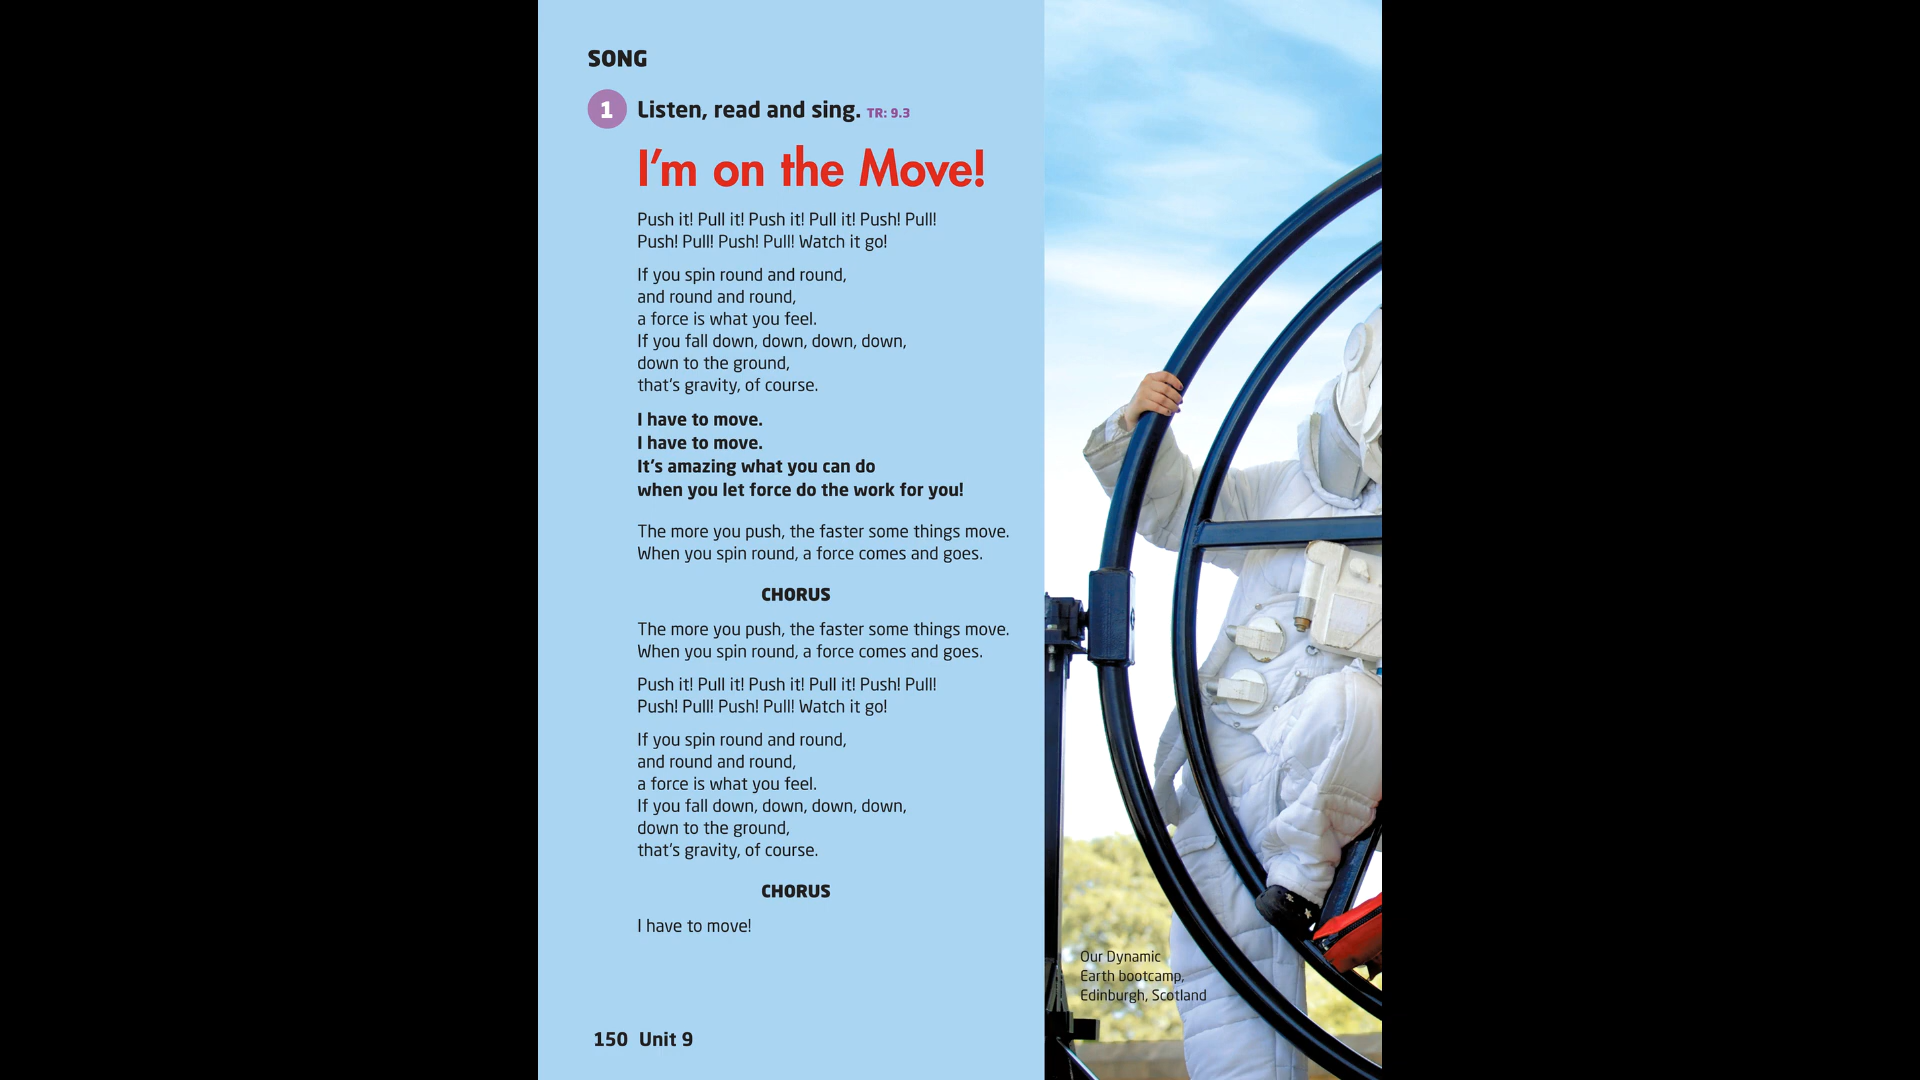 SONG
1 Listen, read and sing. TR: 9.3
I'm on the Move!
Push it! Pull it! Push it! Pull it! Push! Pull!
Push! Pull! Push! Pull! Watch it go!
If you spin round and round,
and round and round,
a force is what you feel.
If you fall down, down, down, down,
down to the ground,
that's gravity, of course.
I have to move.
I have to move.
It's amazing what you can do
when you let force do the work for you!
The more you push, the faster some things move.
When you spin round, a force comes and goes.
CHORUS
The more you push, the faster some things move.
When you spin round, a force comes and goes.
Push it! Pull it! Push it! Pull it! Push! Pull!
Push! Pull! Push! Pull! Watch it go!
If you spin round and round,
and round and round,
a force is what you feel.
If you fall down, down, down, down,
down to the ground,
that's gravity, of course.
CHORUS
I have to move!
Our Dynamic
Earth bootcamp,
Edinburgh, Scotland
150 Unit 9